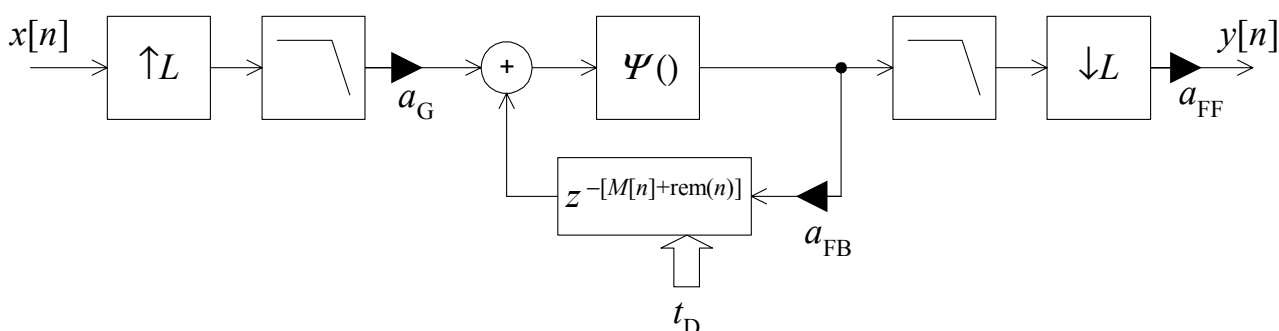 x[n]
↑L
a_G
+
Ψ()
z^{-[M[n]+rem(n)]}
a_FB
t_D
↓L
y[n]
a_FF